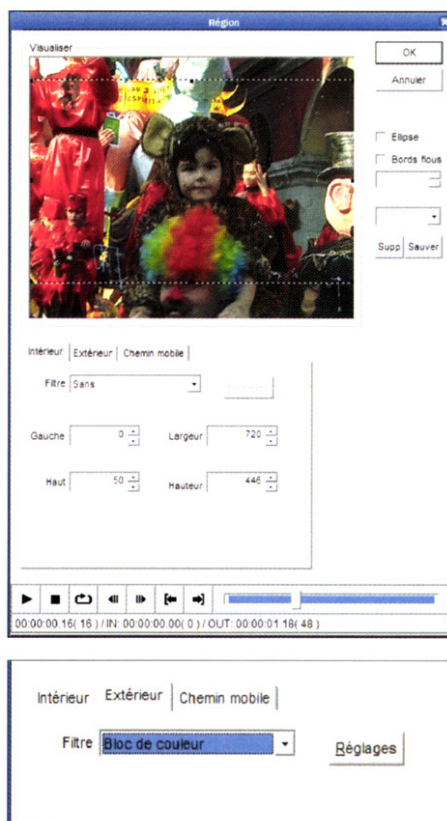 Région
Visualiser
OK
Annuler
Ellipse
Bords flous
Supp Sauver
Intérieur Extérieur Chemin mobile
Filtre Sans
Gauche 0 Largeur 720
Haut 50 Hauteur 446
00:00:00.16( 16 ) / IN: 00:00:00.00( 0 ) / OUT: 00:00:01.18( 48 )
Intérieur Extérieur Chemin mobile
Filtre Bloc de couleur Réglages